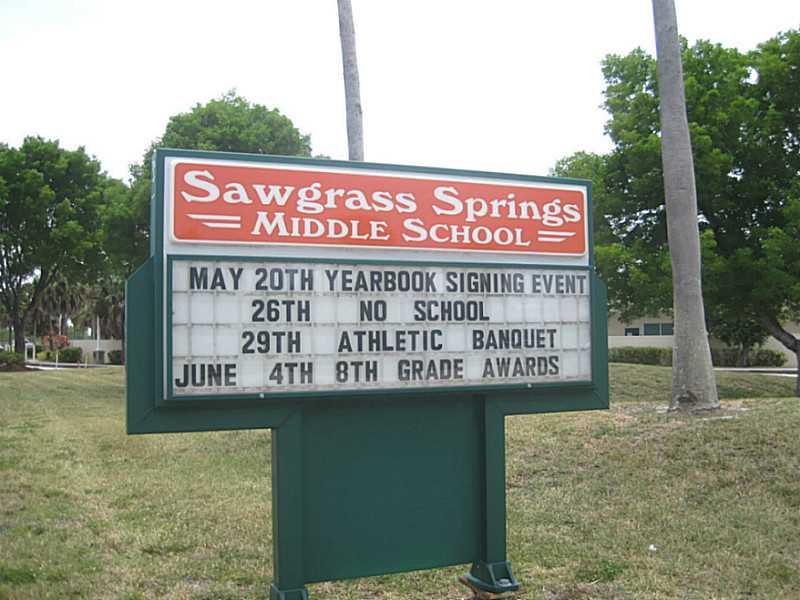 Sawgrass Springs
Middle School
MAY 20TH YEARBOOK SIGNING EVENT
26TH NO SCHOOL
29TH ATHLETIC BANQUET
JUNE 4TH 8TH GRADE AWARDS